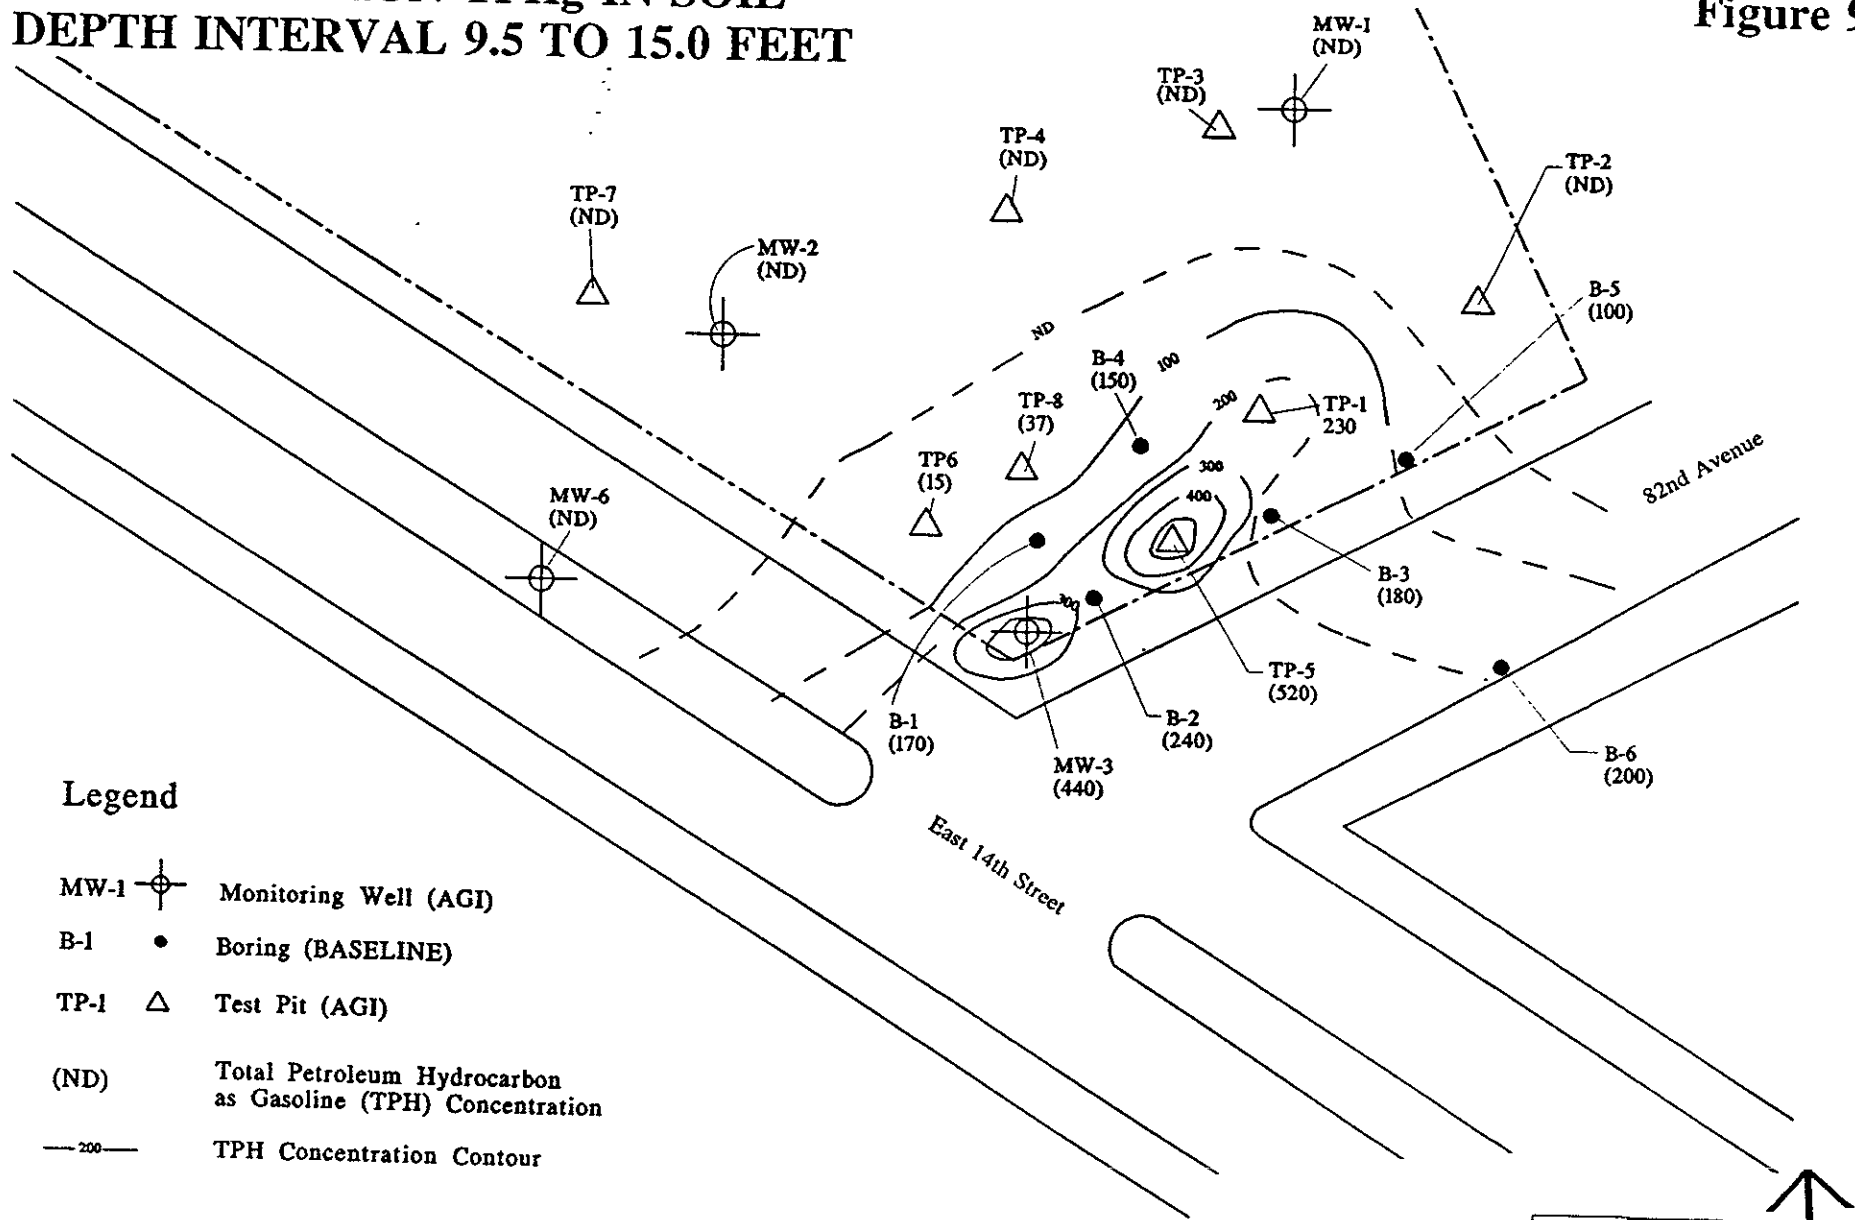 IN SOIL
DEPTH INTERVAL 9.5 TO 15.0 FEET
Figure 9
MW-1
(ND)
TP-3
(ND)
TP-4
(ND)
TP-2
(ND)
TP-7
(ND)
MW-2
(ND)
B-5
(100)
ND
B-4
(150)
100
TP-8
(37)
200
TP-1
230
TP6
(15)
300
400
82nd Avenue
MW-6
(ND)
B-3
(180)
300
TP-5
(520)
B-1
(170)
B-2
(240)
MW-3
(440)
B-6
(200)
East 14th Street
Legend
MW-1 Monitoring Well (AGI)
B-1 Boring (BASELINE)
TP-1 Test Pit (AGI)
(ND) Total Petroleum Hydrocarbon
as Gasoline (TPH) Concentration
200 TPH Concentration Contour